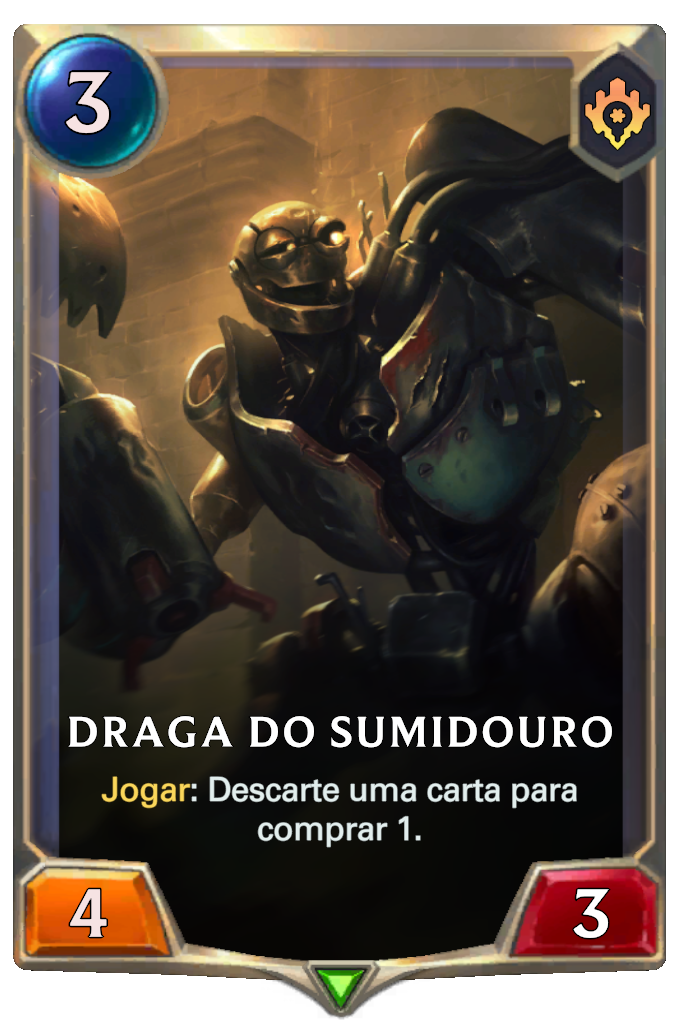 3
DRAGA DO SUMIDOURO
Jogar: Descarte uma carta para
comprar 1.
4
3